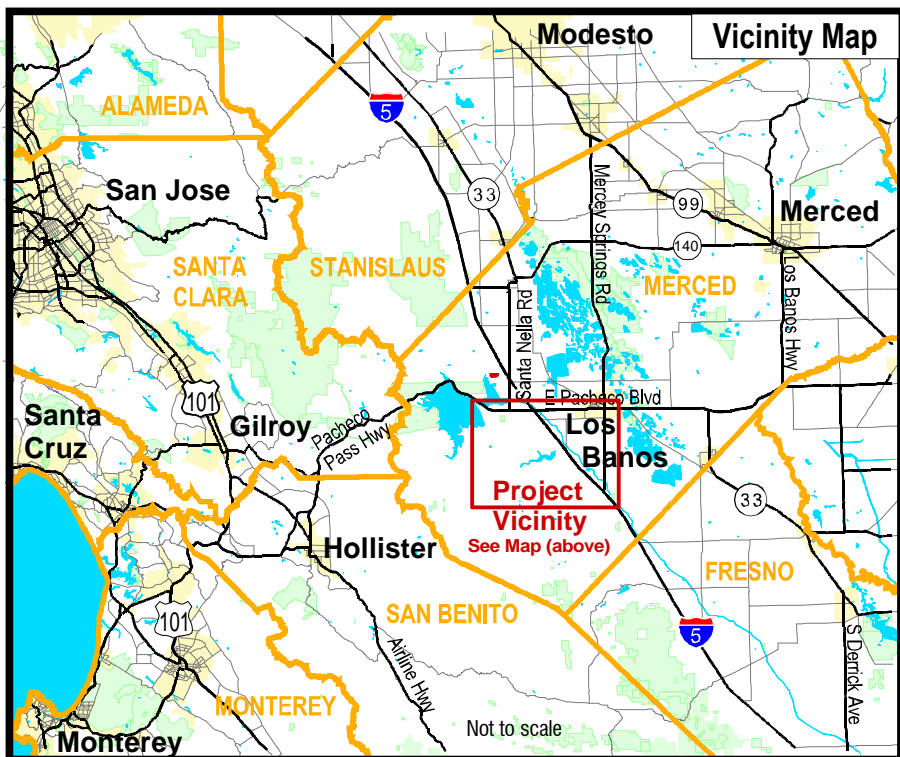 Modesto
Vicinity Map
ALAMEDA
5
San Jose
33
Mercey Springs Rd
99
Merced
140
SANTA
CLARA
STANISLAUS
MERCED
Los Banos Hwy
Santa Nella Rd
101
Santa
Cruz
Gilroy
Pacheco
Pass Hwy
E Pacheco Blvd
Los
Banos
Project
Vicinity
See Map (above)
33
Hollister
FRESNO
SAN BENITO
101
5
Airline Hwy
S Derrick Ave
MONTEREY
Not to scale
Monterey